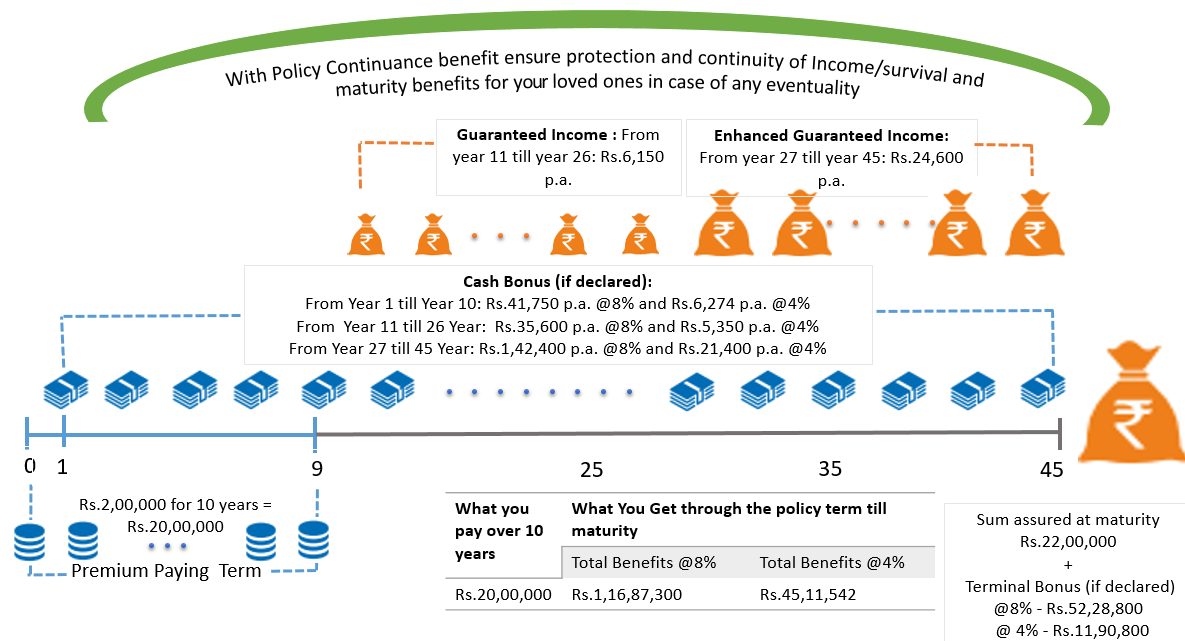 With Policy Continuance benefit ensure protection and continuity of Income/survival and
maturity benefits for your loved ones in case of any eventuality
Guaranteed Income : From
year 11 till year 26: Rs.6,150
p.a.
Enhanced Guaranteed Income:
From year 27 till year 45: Rs.24,600
p.a.
Cash Bonus (if declared):
From Year 1 till Year 10: Rs.41,750 p.a. @8% and Rs.6,274 p.a. @4%
From  Year 11 till 26 Year:  Rs.35,600 p.a. @8% and Rs.5,350 p.a. @4%
From Year 27 till 45 Year: Rs.1,42,400 p.a. @8% and Rs.21,400 p.a. @4%
0 1 9 25 35 45
Rs.2,00,000 for 10 years =
Rs.20,00,000
Premium Paying  Term
What you
pay over 10
years
What You Get through the policy term till
maturity
Total Benefits @8%
Total Benefits @4%
Rs.20,00,000
Rs.1,16,87,300
Rs.45,11,542
Sum assured at maturity
Rs.22,00,000
+
Terminal Bonus (if declared)
@8% - Rs.52,28,800
@ 4% - Rs.11,90,800